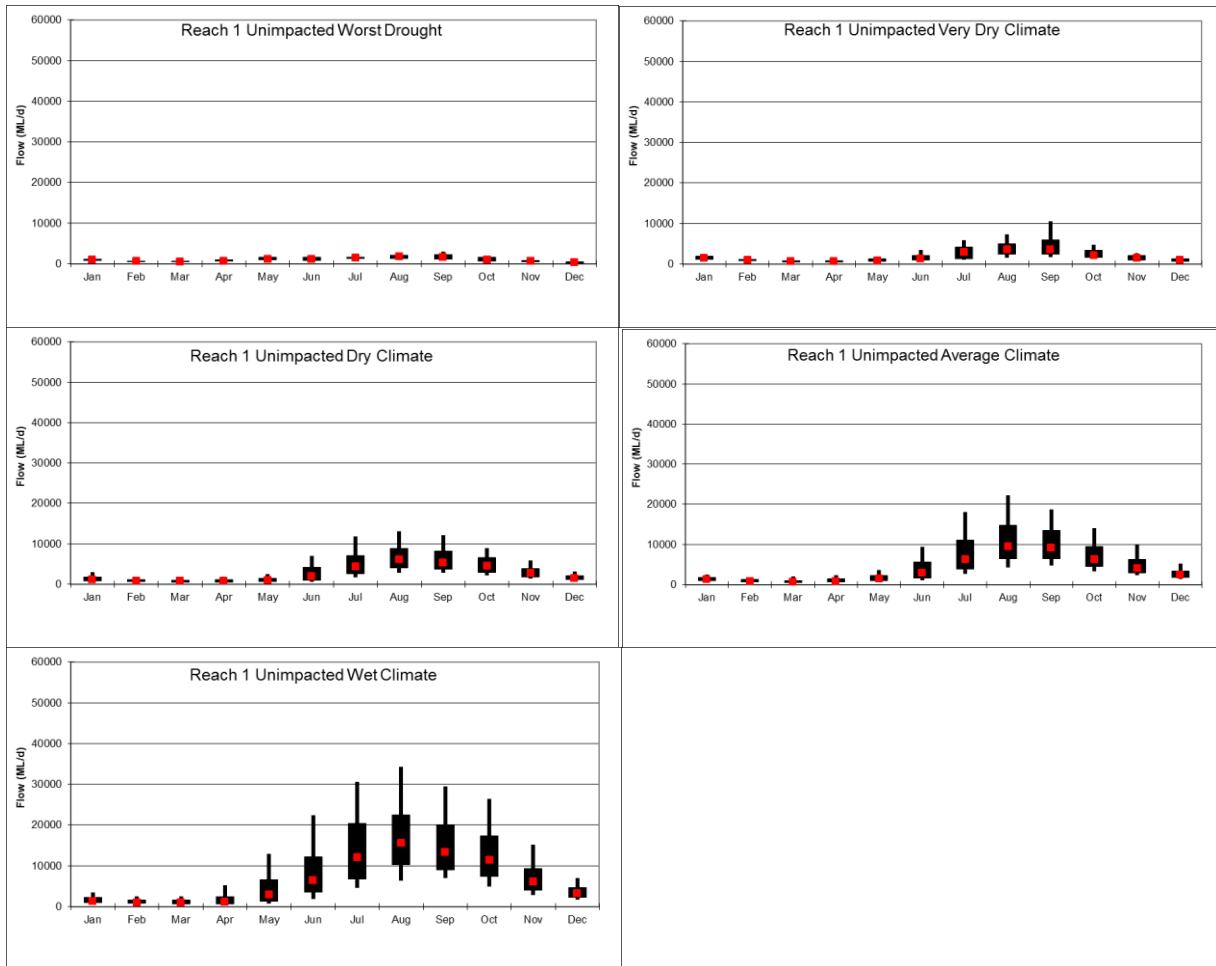 Reach 1 Unimpacted Worst Drought
Flow (ML/d)
60000
50000
40000
30000
20000
10000
0
Jan Feb Mar Apr May Jun Jul Aug Sep Oct Nov Dec
Reach 1 Unimpacted Very Dry Climate
Flow (ML/d)
60000
50000
40000
30000
20000
10000
0
Jan Feb Mar Apr May Jun Jul Aug Sep Oct Nov Dec
Reach 1 Unimpacted Dry Climate
Flow (ML/d)
60000
50000
40000
30000
20000
10000
0
Jan Feb Mar Apr May Jun Jul Aug Sep Oct Nov Dec
Reach 1 Unimpacted Average Climate
Flow (ML/d)
60000
50000
40000
30000
20000
10000
0
Jan Feb Mar Apr May Jun Jul Aug Sep Oct Nov Dec
Reach 1 Unimpacted Wet Climate
Flow (ML/d)
60000
50000
40000
30000
20000
10000
0
Jan Feb Mar Apr May Jun Jul Aug Sep Oct Nov Dec